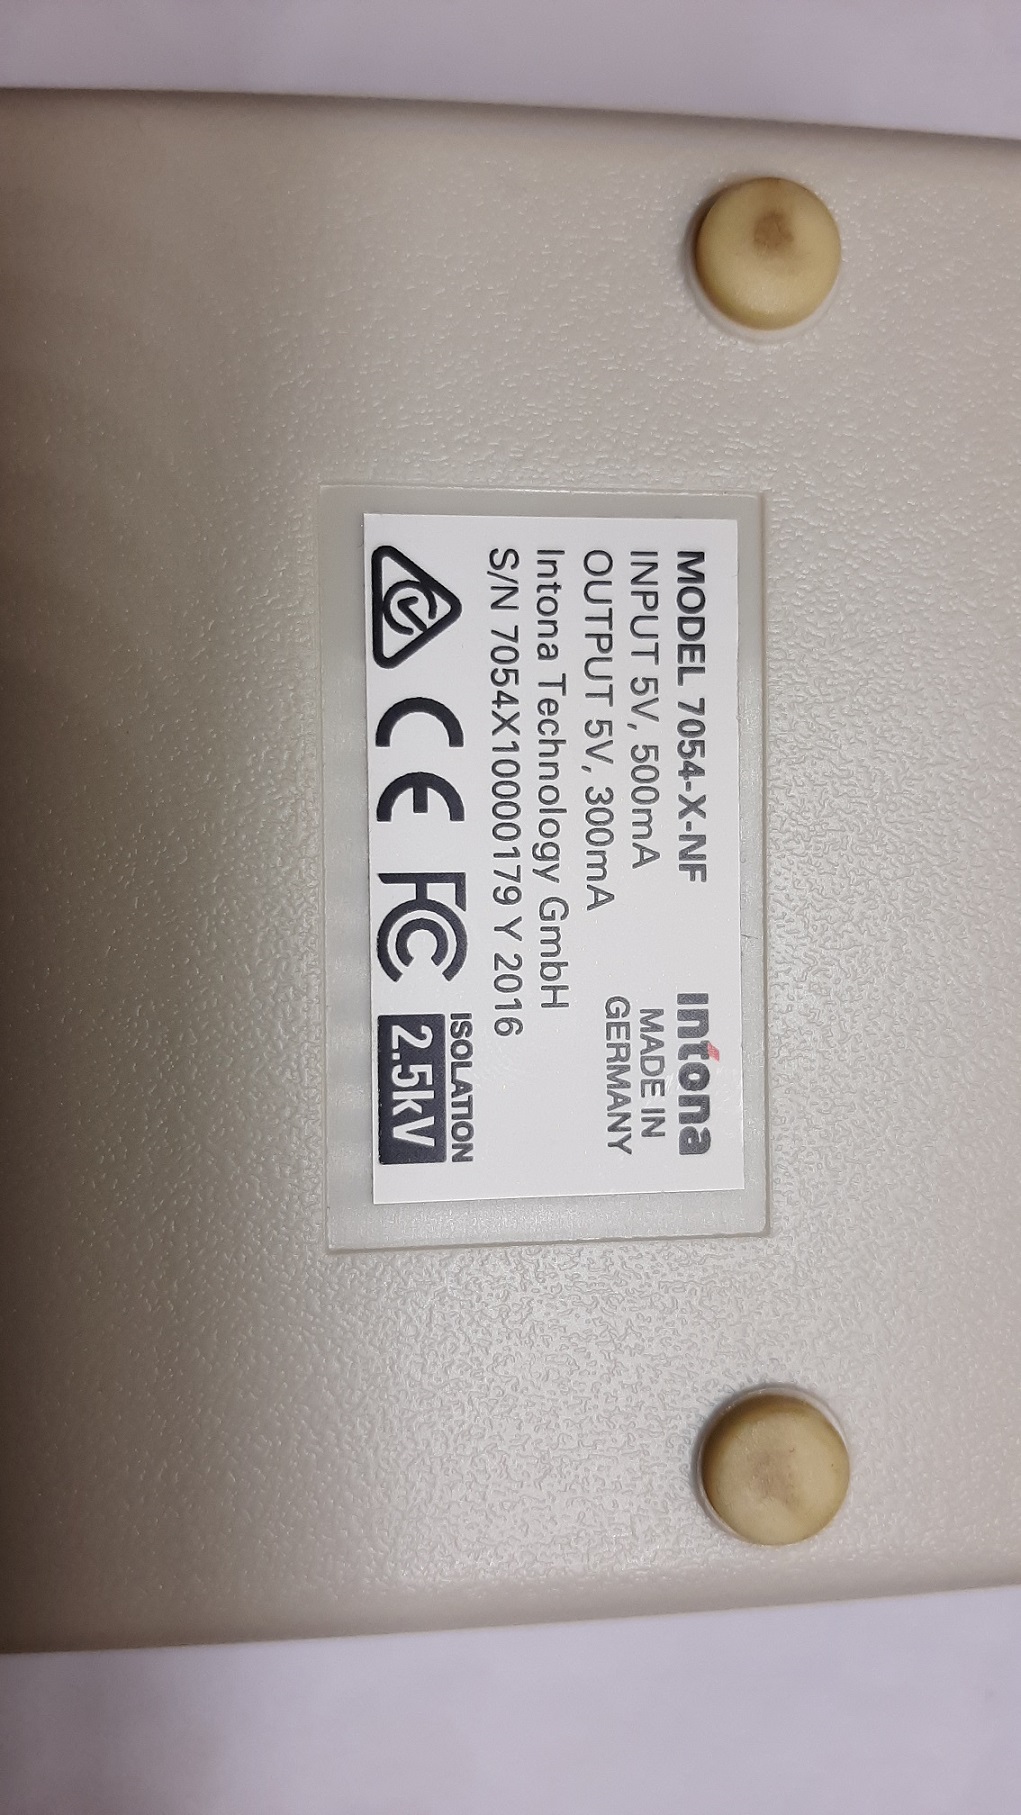 MODEL 7054-X-NF
INPUT 5V, 500mA
OUTPUT 5V, 300mA
Intona Technology GmbH
S/N 7054X10000179 Y 2016
intona
MADE IN
GERMANY
CE FC
ISOLATION
2.5kV